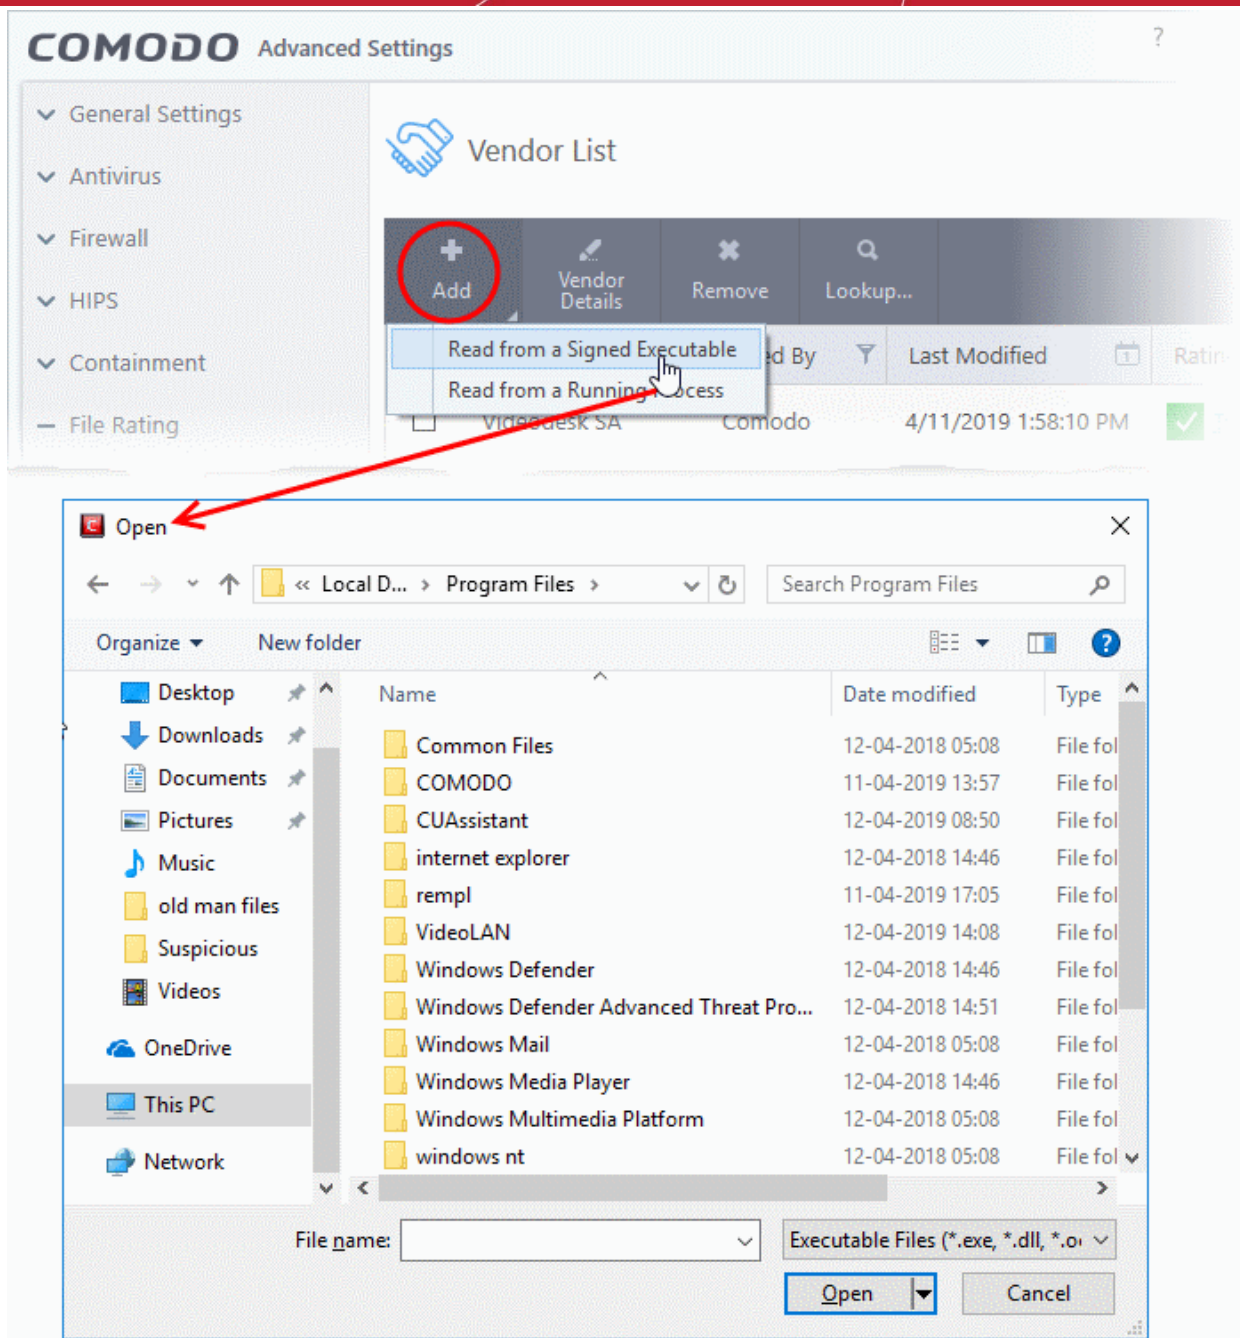 COMODO Advanced Settings ?
General Settings
Antivirus
Firewall
HIPS
Containment
File Rating
Vendor List
Add
Vendor
Details
Remove
Lookup...
Read from a Signed Executable
Read from a Running Process
ed By
Last Modified
Ratin
Videodesk SA Comodo 4/11/2019 1:58:10 PM
Open
« Local D... › Program Files ›
Search Program Files
Organize New folder
Desktop
Downloads
Documents
Pictures
Music
old man files
Suspicious
Videos
OneDrive
This PC
Network
Name Date modified Type
Common Files 12-04-2018 05:08 File fol
COMODO 11-04-2019 13:57 File fol
CUAssistant 12-04-2019 08:50 File fol
internet explorer 12-04-2018 14:46 File fol
rempl 11-04-2019 17:05 File fol
VideoLAN 12-04-2019 14:08 File fol
Windows Defender 12-04-2018 14:46 File fol
Windows Defender Advanced Threat Pro... 12-04-2018 14:51 File fol
Windows Mail 12-04-2018 05:08 File fol
Windows Media Player 12-04-2018 14:46 File fol
Windows Multimedia Platform 12-04-2018 05:08 File fol
windows nt 12-04-2018 05:08 File fol
File name:
Executable Files (*.exe, *.dll, *.o
Open
Cancel